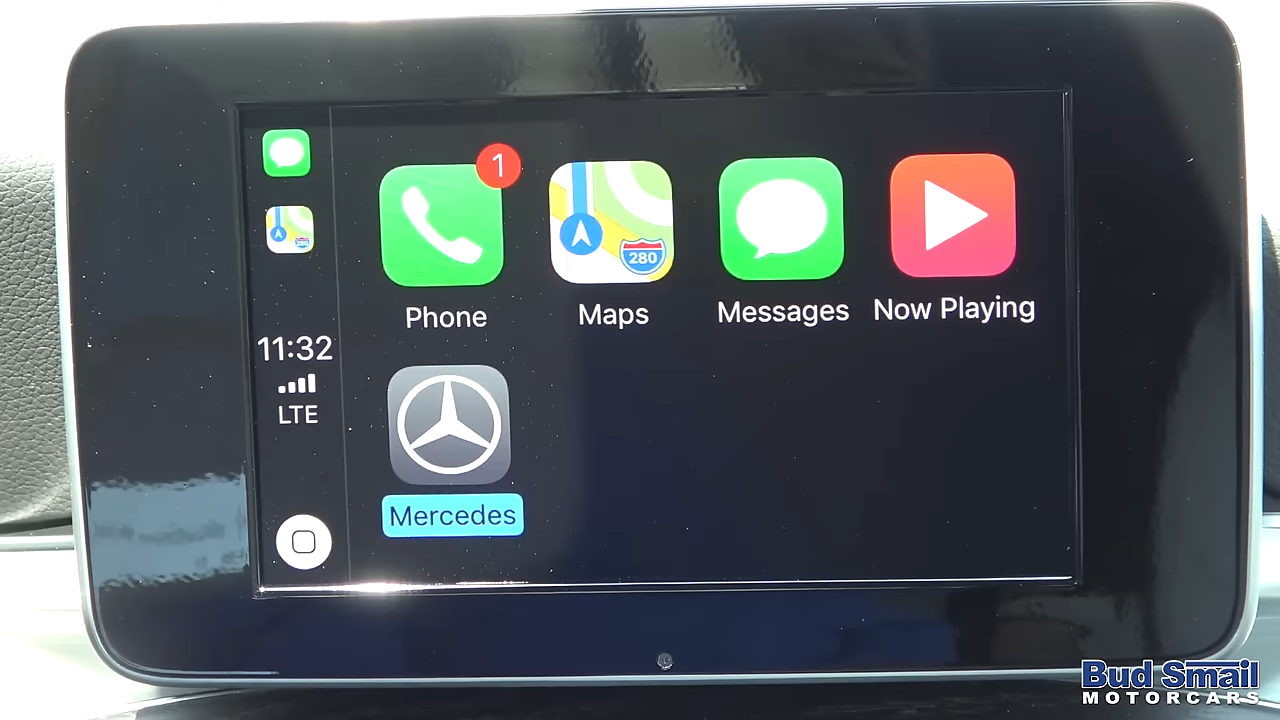 1
280
Phone
Maps
Messages
Now Playing
11:32
LTE
Mercedes
Bud Smail
MOTORCARS